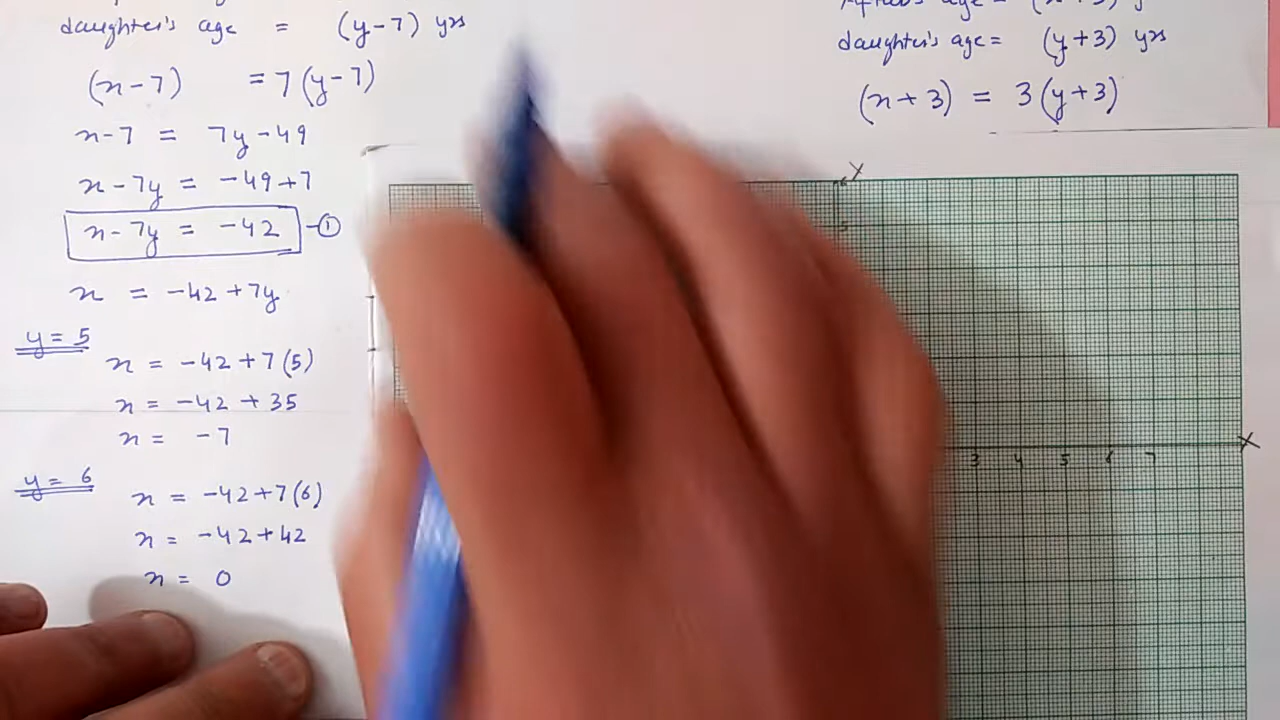 daughter's age = (y-7) yrs
(x-7) = 7(y-7)
x-7 = 7y-49
x-7y = -49+7
x-7y = -42 -①
x = -42+7y
y = 5
x = -42+7(5)
x = -42 + 35
x = -7
y = 6
x = -42+7(6)
x = -42+42
x = 0
age =
daughter's age = (y+3) yrs
(x+3) = 3(y+3)
Y
5
3 4 5 6 7
X